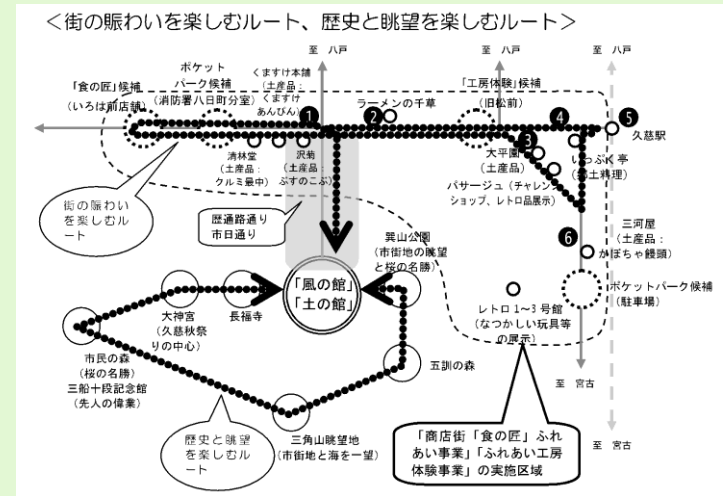 ＜街の賑わいを楽しむルート、歴史と眺望を楽しむルート＞
至　八戸
至　八戸
至　八戸
「食の匠」候補
（いろは前店舗）
ポケット
パーク候補
（消防署八日町分室）
くますけ本舗
（土産品：
くますけ
あんびん）
❶
❷
ラーメンの千草
「工房体験」候補
（旧松前）
❹
❺
久慈駅
❸
清林堂
（土産品：
クルミ最中）
沢菊
（土産品：
ぶすのこぶ）
大平園
（土産品）
いっぷく亭
（郷土料理）
パサージュ（チャレンジ
ショップ、レトロ品展示）
街の賑わい
を楽しむル
ート
歴通路通り
市日通り
巽山公園
（市街地の眺望
と桜の名勝）
❻
三河屋
（土産品：
かぼちゃ饅頭）
「風の館」
「土の館」
大神宮
（久慈秋祭
りの中心）
長福寺
レトロ1～3号館
（なつかしい玩具等
の展示）
ポケットパーク候補
（駐車場）
市民の森
（桜の名勝）
三船十段記念館
（先人の偉業）
五訓の森
至　宮古
歴史と眺望
を楽しむル
ート
三角山眺望地
（市街地と海を一望）
「商店街「食の匠」ふれ
あい事業」「ふれあい工房
体験事業」の実施区域
至　宮古